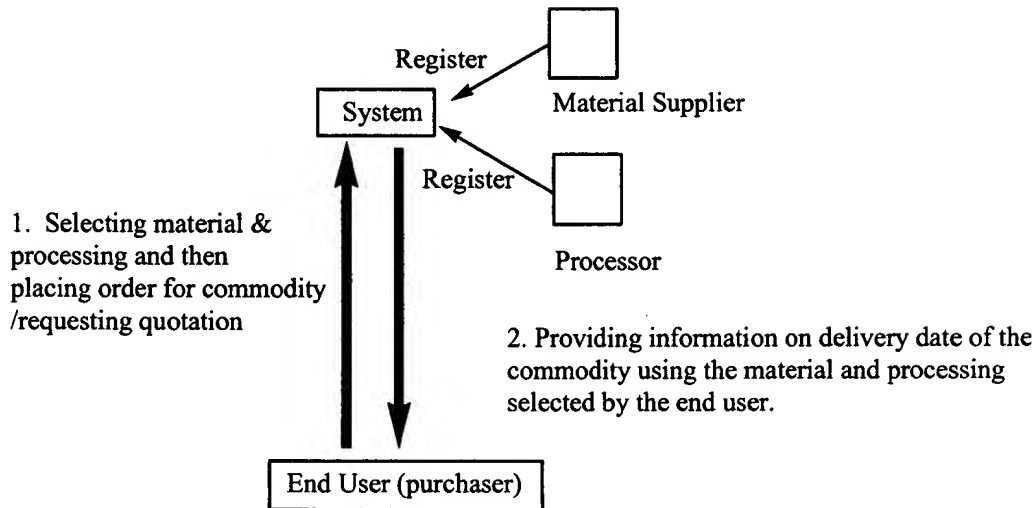 Register
Material Supplier
System
Register
Processor
1. Selecting material &
processing and then
placing order for commodity
/requesting quotation
2. Providing information on delivery date of the
commodity using the material and processing
selected by the end user.
End User (purchaser)